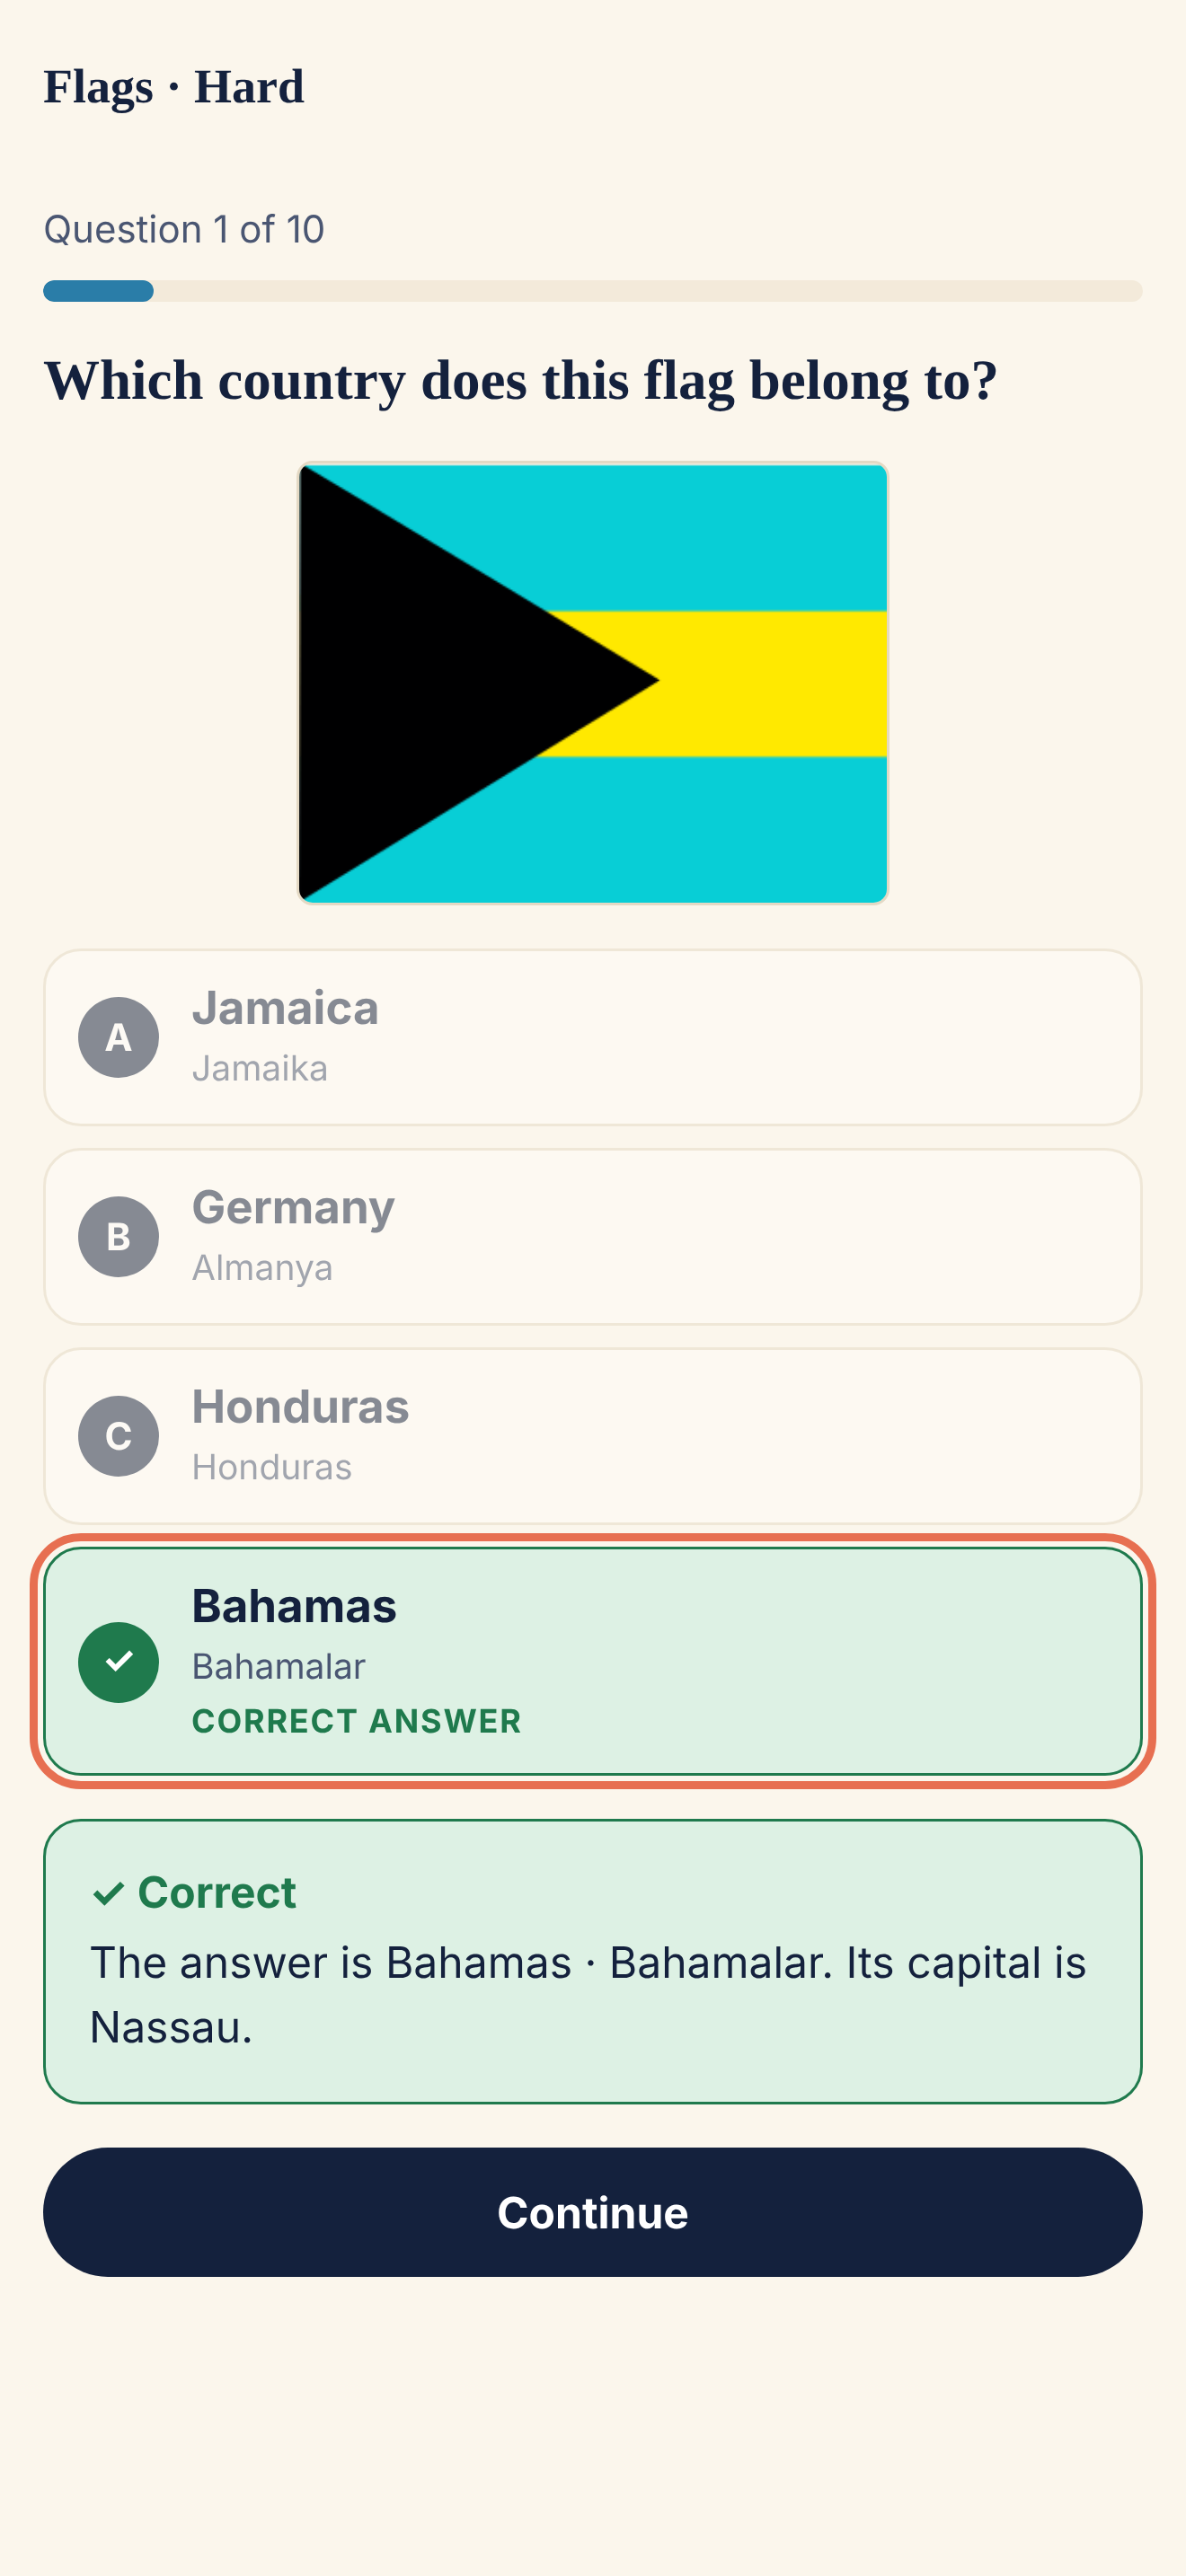 Flags · Hard
Question 1 of 10
Which country does this flag belong to?
A
Jamaica
Jamaika
B
Germany
Almanya
C
Honduras
Honduras
Bahamas
Bahamalar
CORRECT ANSWER
✓ Correct
The answer is Bahamas · Bahamalar. Its capital is
Nassau.
Continue